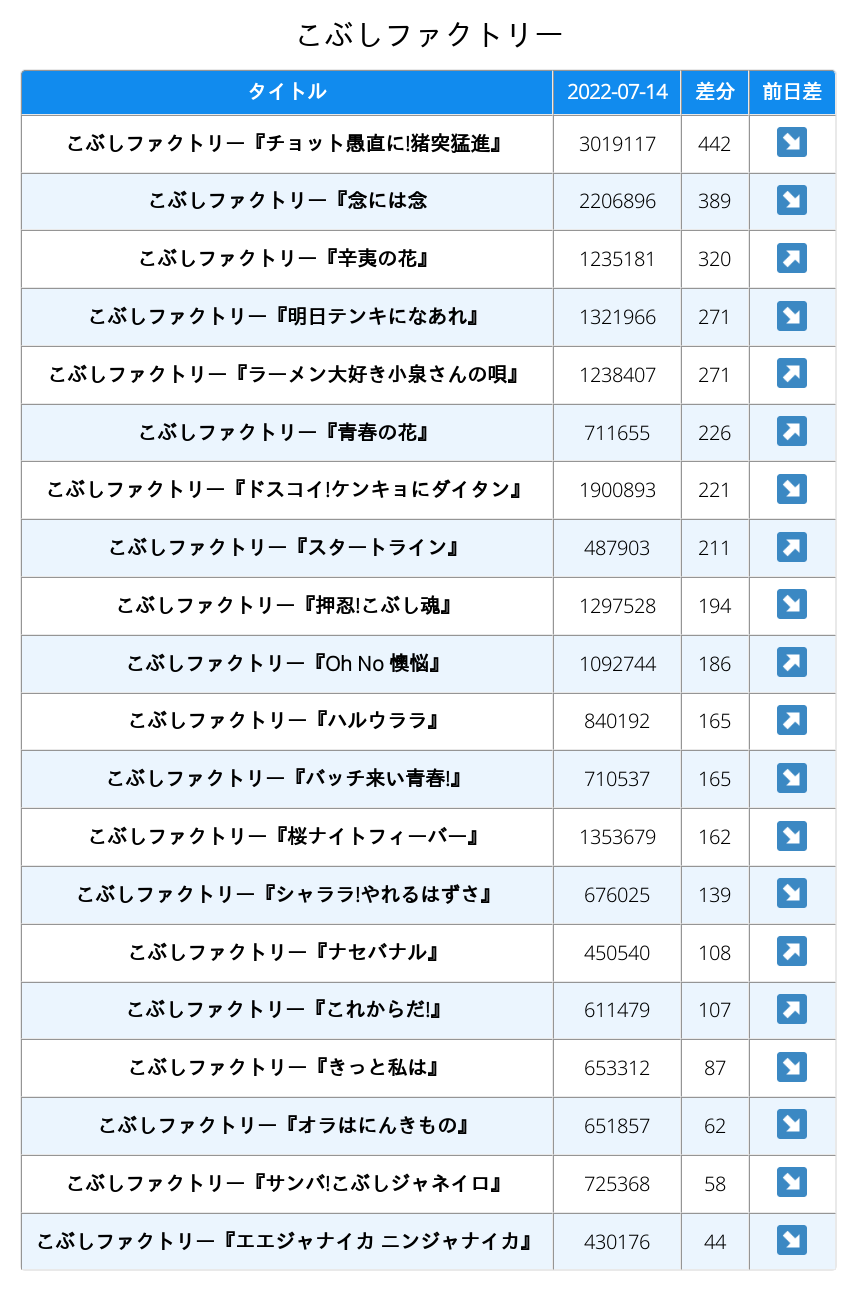 こぶしファクトリー
タイトル 2022-07-14 差分 前日差
こぶしファクトリー『チョット愚直に!猪突猛進』 3019117 442 ↘
こぶしファクトリー『念には念 2206896 389 ↘
こぶしファクトリー『辛夷の花』 1235181 320 ↗
こぶしファクトリー『明日テンキになあれ』 1321966 271 ↘
こぶしファクトリー『ラーメン大好き小泉さんの唄』 1238407 271 ↗
こぶしファクトリー『青春の花』 711655 226 ↗
こぶしファクトリー『ドスコイ!ケンキョにダイタン』 1900893 221 ↘
こぶしファクトリー『スタートライン』 487903 211 ↗
こぶしファクトリー『押忍!こぶし魂』 1297528 194 ↘
こぶしファクトリー『Oh No 懊悩』 1092744 186 ↗
こぶしファクトリー『ハルウララ』 840192 165 ↗
こぶしファクトリー『バッチ来い青春!』 710537 165 ↘
こぶしファクトリー『桜ナイトフィーバー』 1353679 162 ↘
こぶしファクトリー『シャララ!やれるはずさ』 676025 139 ↘
こぶしファクトリー『ナセバナル』 450540 108 ↗
こぶしファクトリー『これからだ!』 611479 107 ↗
こぶしファクトリー『きっと私は』 653312 87 ↘
こぶしファクトリー『オラはにんきもの』 651857 62 ↘
こぶしファクトリー『サンバ!こぶしジャネイロ』 725368 58 ↘
こぶしファクトリー『エエジャナイカ ニンジャナイカ』 430176 44 ↘